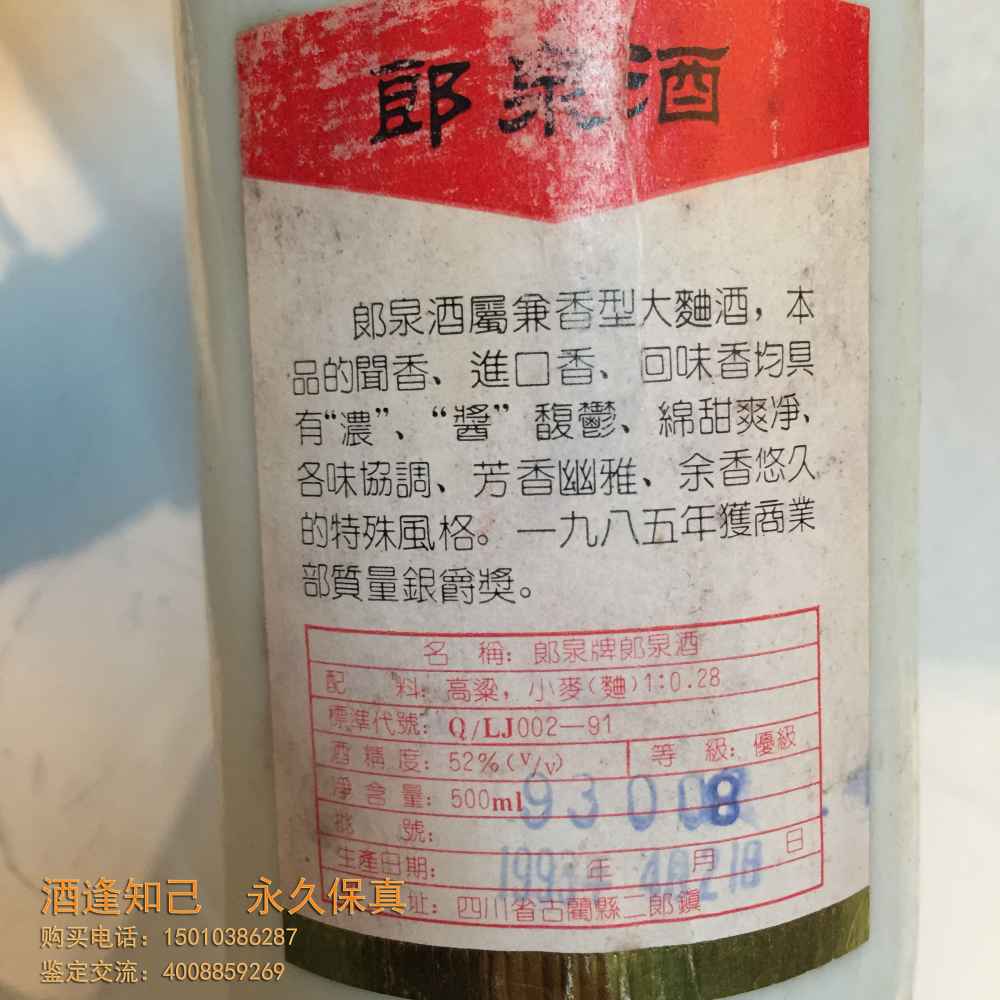 郎泉酒
郎泉酒屬兼香型大麯酒，本
品的聞香、進口香、回味香均具
有“濃”、“醬”馥鬱、綿甜爽净、
各味協調、芳香幽雅、余香悠久
的特殊風格。一九八五年獲商業
部質量銀爵獎。
名 稱：郎泉牌郎泉酒
配 料：高粱，小麥(麯)1:0.28
標準代號：Q/LJ002—91
酒精度：52%(V/V) 等 級：優級
净含量：500ml
批 號：93008
生產日期： 年 月 日
址：四川省古藺縣二郎鎮
酒逢知己 永久保真
购买电话：15010386287
鉴定交流：4008859269